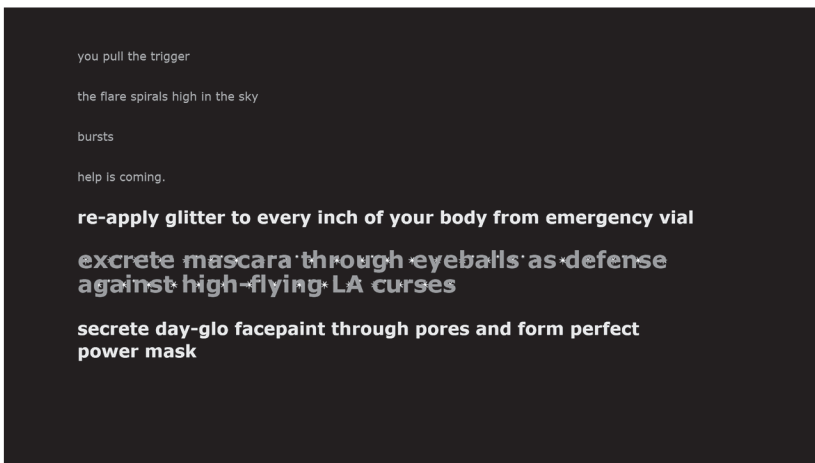 you pull the trigger
the flare spirals high in the sky
bursts
help is coming.
re-apply glitter to every inch of your body from emergency vial
excrete mascara through eyeballs as defense
against high-flying LA curses
secrete day-glo facepaint through pores and form perfect
power mask